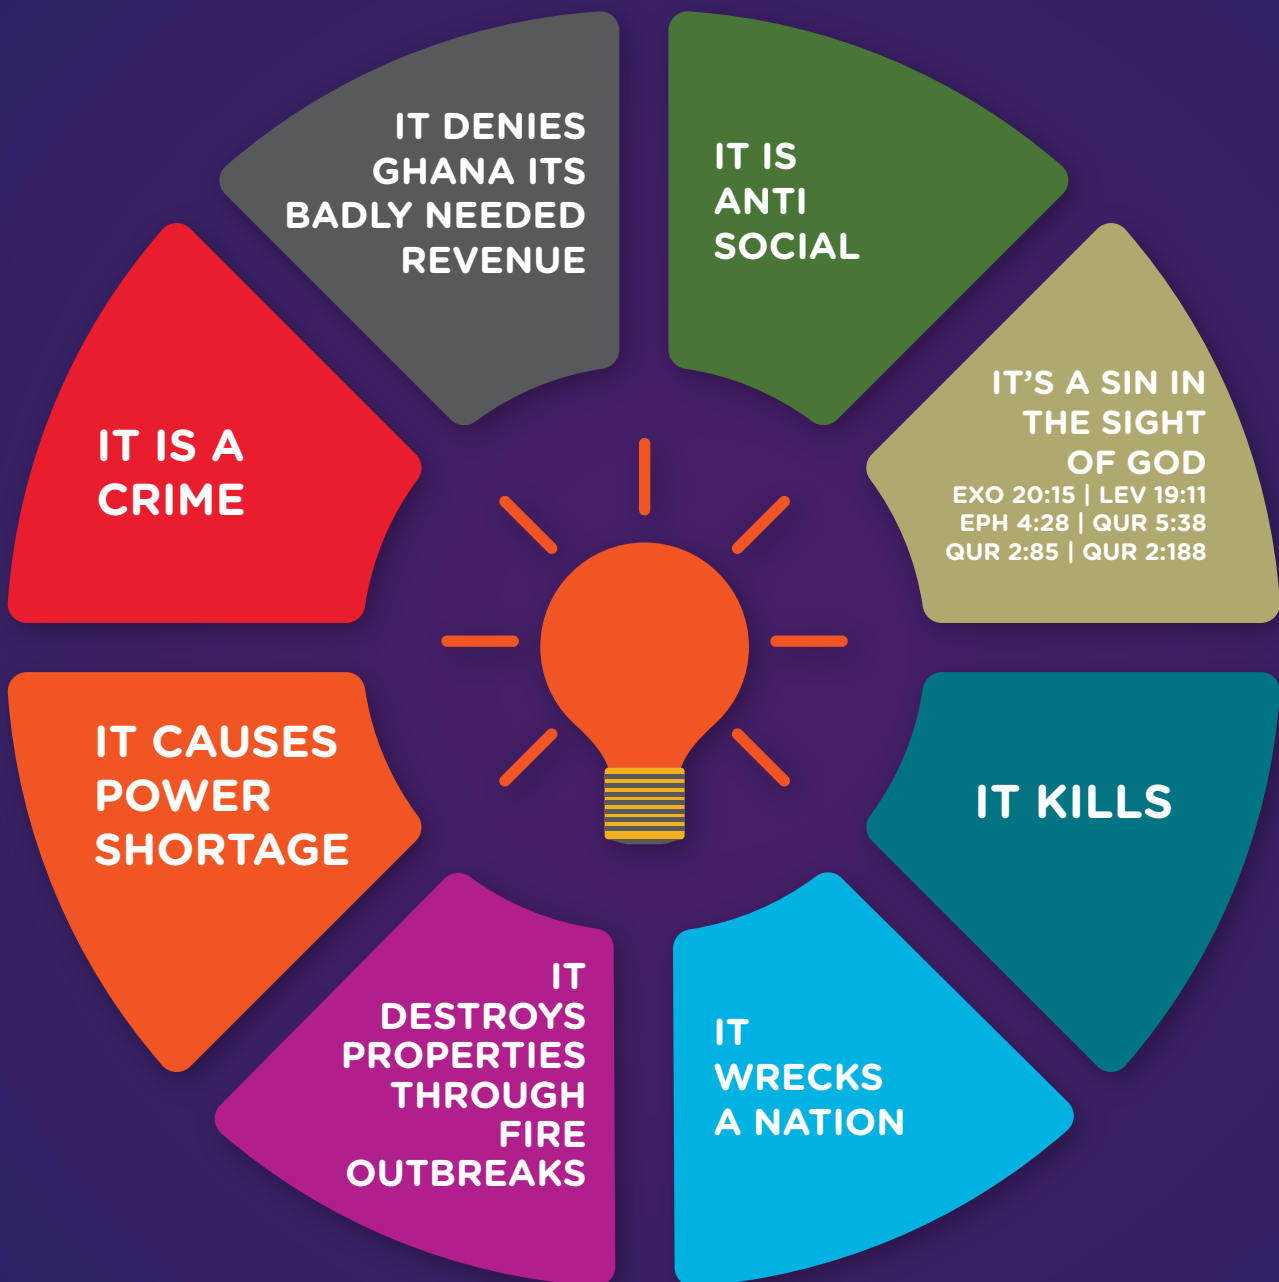 IT DENIES
GHANA ITS
BADLY NEEDED
REVENUE
IT IS
ANTI
SOCIAL
IT'S A SIN IN
THE SIGHT
OF GOD
EXO 20:15 | LEV 19:11
EPH 4:28 | QUR 5:38
QUR 2:85 | QUR 2:188
IT KILLS
IT
WRECKS
A NATION
IT
DESTROYS
PROPERTIES
THROUGH
FIRE
OUTBREAKS
IT CAUSES
POWER
SHORTAGE
IT IS A
CRIME